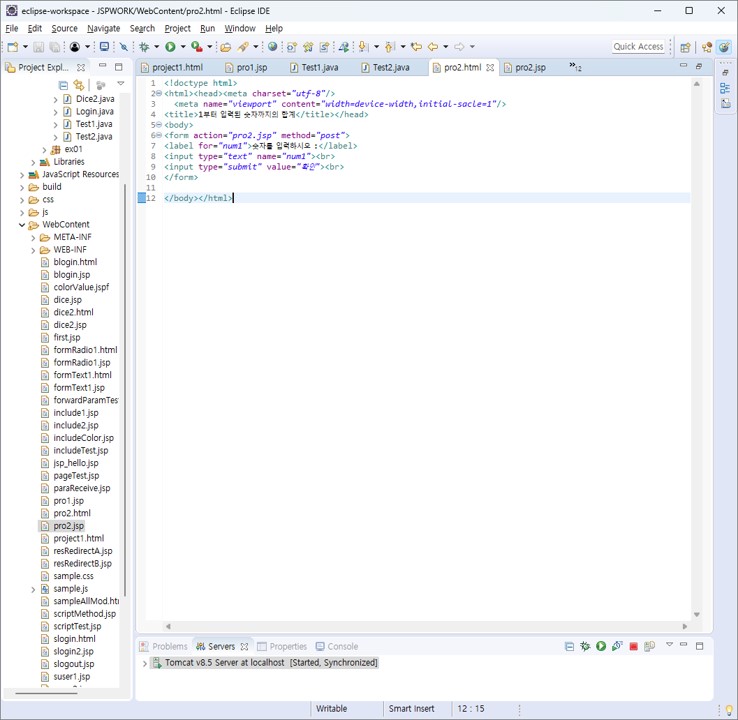 eclipse-workspace - JSPWORK/WebContent/pro2.html - Eclipse IDE
File Edit Source Navigate Search Project Run Window Help
Quick Access
Project Expl...
project1.html pro1.jsp Test1.java Test2.java pro2.html pro2.jsp »12
Dice2.java
Login.java
Test1.java
Test2.java
ex01
Libraries
JavaScript Resources
build
css
js
WebContent
META-INF
WEB-INF
blogin.html
blogin.jsp
colorValue.jspf
dice.jsp
dice2.html
dice2.jsp
first.jsp
formRadio1.html
formRadio1.jsp
formText1.html
formText1.jsp
forwardParamTes
include1.jsp
include2.jsp
includeColor.jsp
includeTest.jsp
jsp_hello.jsp
pageTest.jsp
paraReceive.jsp
pro1.jsp
pro2.html
pro2.jsp
project1.html
resRedirectA.jsp
resRedirectB.jsp
sample.css
sample.js
sampleAllMod.htm
scriptMethod.jsp
scriptTest.jsp
slogin.html
slogin2.jsp
slogout.jsp
suser1.jsp
1 <!doctype html>
2 <html><head><meta charset="utf-8"/>
3 <meta name="viewport" content="width=device-width,initial-sacle=1"/>
4 <title>1부터 입력된 숫자까지의 합계</title></head>
5 <body>
6 <form action="pro2.jsp" method="post">
7 <label for="num1">숫자를 입력하시오 :</label>
8 <input type="text" name="num1"><br>
9 <input type="submit" value="확인"><br>
10 </form>
11
12 </body></html>
Problems Servers Properties Console
Tomcat v8.5 Server at localhost [Started, Synchronized]
Writable Smart Insert 12 : 15